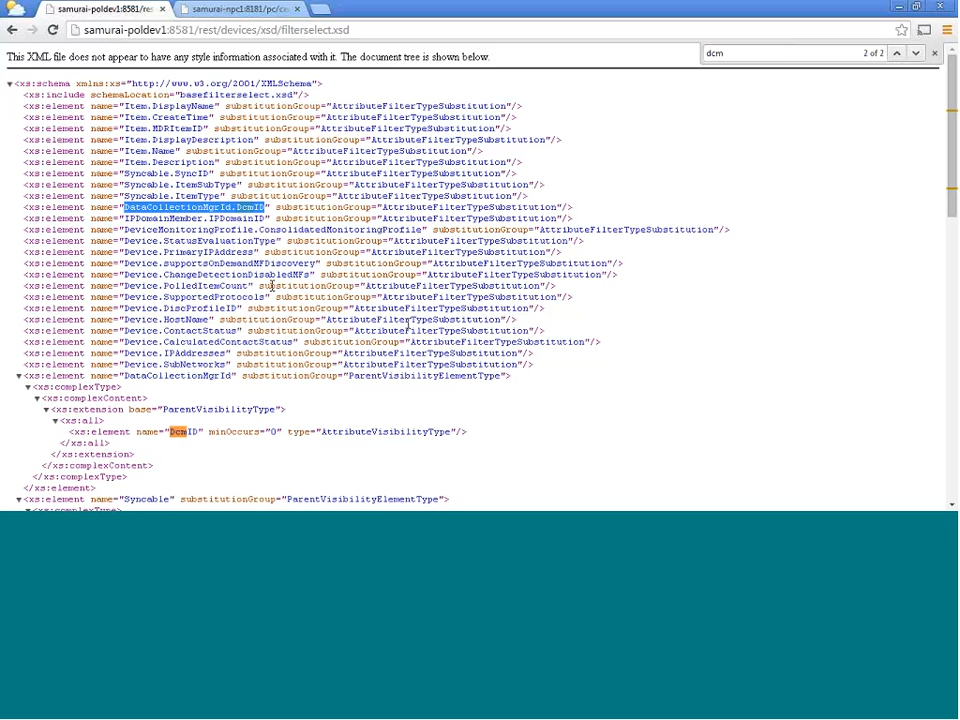 samurai-poldev1:8581/res × samurai-npc1:8181/pc/ce ×
samurai-poldev1:8581/rest/devices/xsd/filterselect.xsd
dcm 2 of 2
This XML file does not appear to have any style information associated with it. The document tree is shown below.
▼<xs:schema xmlns:xs="http://www.w3.org/2001/XMLSchema">
<xs:include schemaLocation="basefilterselect.xsd"/>
<xs:element name="Item.DisplayName" substitutionGroup="AttributeFilterTypeSubstitution"/>
<xs:element name="Item.CreateTime" substitutionGroup="AttributeFilterTypeSubstitution"/>
<xs:element name="Item.MDRItemID" substitutionGroup="AttributeFilterTypeSubstitution"/>
<xs:element name="Item.DisplayDescription" substitutionGroup="AttributeFilterTypeSubstitution"/>
<xs:element name="Item.Name" substitutionGroup="AttributeFilterTypeSubstitution"/>
<xs:element name="Item.Description" substitutionGroup="AttributeFilterTypeSubstitution"/>
<xs:element name="Syncable.SyncID" substitutionGroup="AttributeFilterTypeSubstitution"/>
<xs:element name="Syncable.ItemSubType" substitutionGroup="AttributeFilterTypeSubstitution"/>
<xs:element name="Syncable.ItemType" substitutionGroup="AttributeFilterTypeSubstitution"/>
<xs:element name="DataCollectionMgrId.DcmID" substitutionGroup="AttributeFilterTypeSubstitution"/>
<xs:element name="IPDomainMember.IPDomainID" substitutionGroup="AttributeFilterTypeSubstitution"/>
<xs:element name="DeviceMonitoringProfile.ConsolidatedMonitoringProfile" substitutionGroup="AttributeFilterTypeSubstitution"/>
<xs:element name="Device.StatusEvaluationType" substitutionGroup="AttributeFilterTypeSubstitution"/>
<xs:element name="Device.PrimaryIPAddress" substitutionGroup="AttributeFilterTypeSubstitution"/>
<xs:element name="Device.supportsOnDemandMFDiscovery" substitutionGroup="AttributeFilterTypeSubstitution"/>
<xs:element name="Device.ChangeDetectionDisabledMFs" substitutionGroup="AttributeFilterTypeSubstitution"/>
<xs:element name="Device.PolledItemCount" substitutionGroup="AttributeFilterTypeSubstitution"/>
<xs:element name="Device.SupportedProtocols" substitutionGroup="AttributeFilterTypeSubstitution"/>
<xs:element name="Device.DiscProfileID" substitutionGroup="AttributeFilterTypeSubstitution"/>
<xs:element name="Device.HostName" substitutionGroup="AttributeFilterTypeSubstitution"/>
<xs:element name="Device.ContactStatus" substitutionGroup="AttributeFilterTypeSubstitution"/>
<xs:element name="Device.CalculatedContactStatus" substitutionGroup="AttributeFilterTypeSubstitution"/>
<xs:element name="Device.IPAddresses" substitutionGroup="AttributeFilterTypeSubstitution"/>
<xs:element name="Device.SubNetworks" substitutionGroup="AttributeFilterTypeSubstitution"/>
▼<xs:element name="DataCollectionMgrId" substitutionGroup="ParentVisibilityElementType">
▼<xs:complexType>
▼<xs:complexContent>
▼<xs:extension base="ParentVisibilityType">
▼<xs:all>
<xs:element name="DcmID" minOccurs="0" type="AttributeVisibilityType"/>
</xs:all>
</xs:extension>
</xs:complexContent>
</xs:complexType>
</xs:element>
▼<xs:element name="Syncable" substitutionGroup="ParentVisibilityElementType">